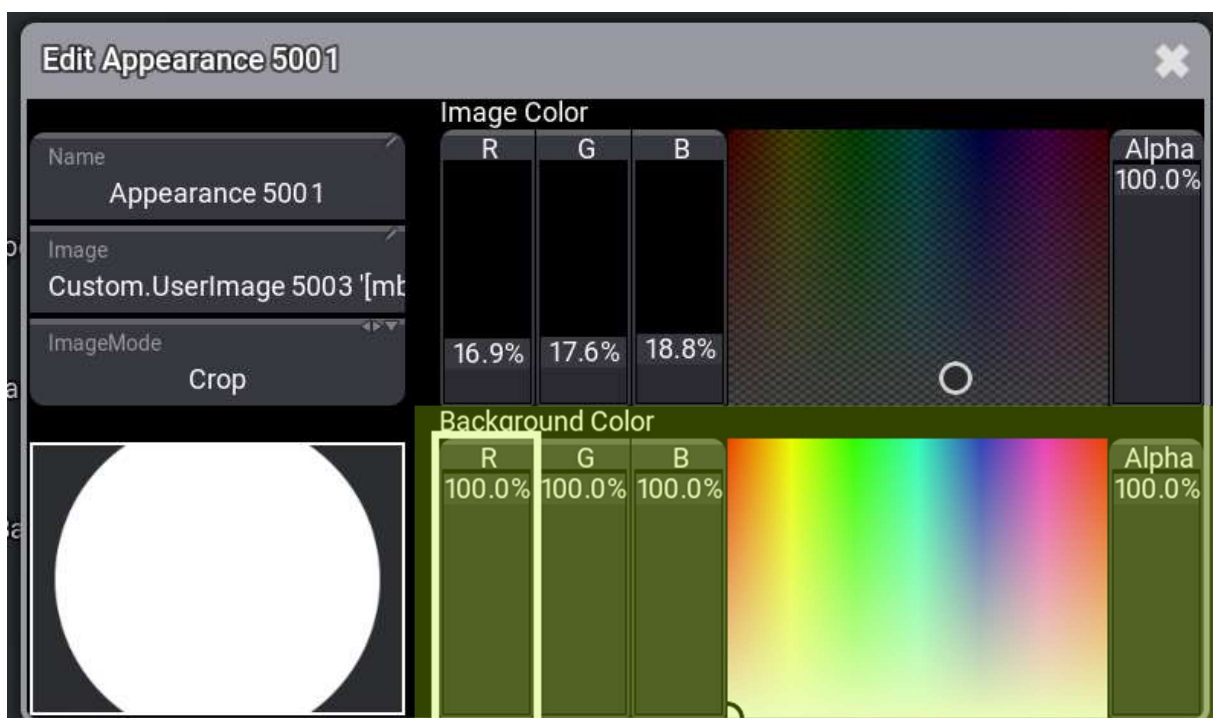 Edit Appearance 5001
Image Color
Name
Appearance 5001
Image
Custom.UserImage 5003 '[mb
ImageMode
Crop
R G B Alpha
16.9% 17.6% 18.8% 100.0%
Background Color
R G B Alpha
100.0% 100.0% 100.0% 100.0%